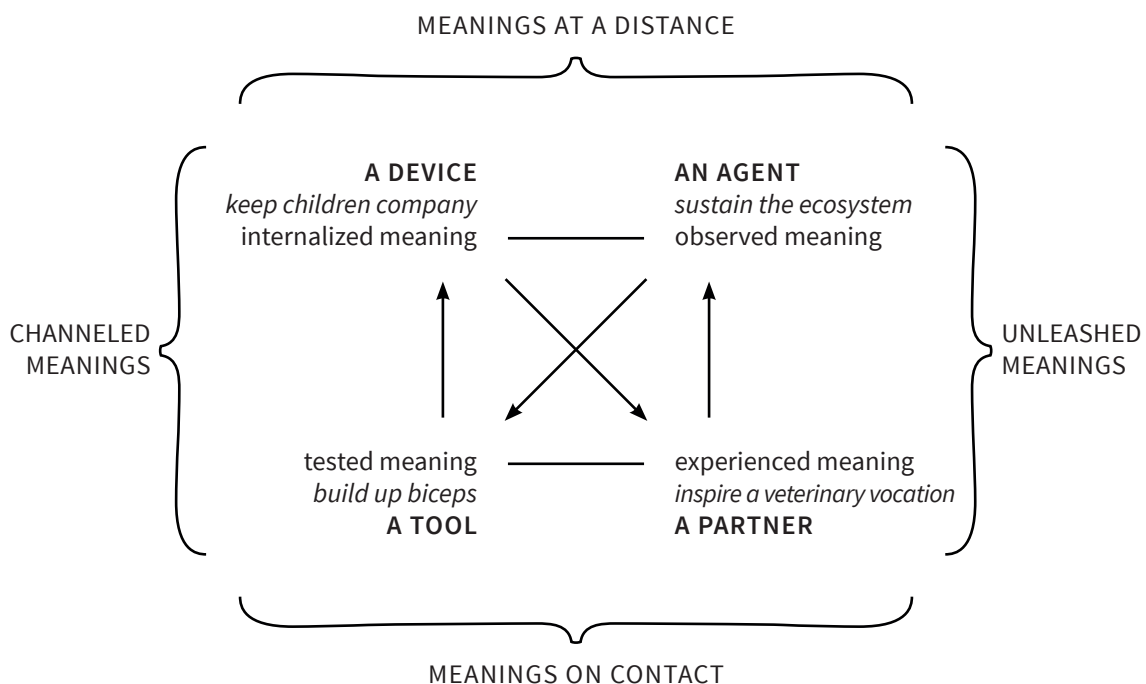 MEANINGS AT A DISTANCE
A DEVICE
keep children company
internalized meaning
AN AGENT
sustain the ecosystem
observed meaning
CHANNELED
MEANINGS
UNLEASHED
MEANINGS
tested meaning
build up biceps
A TOOL
experienced meaning
inspire a veterinary vocation
A PARTNER
MEANINGS ON CONTACT